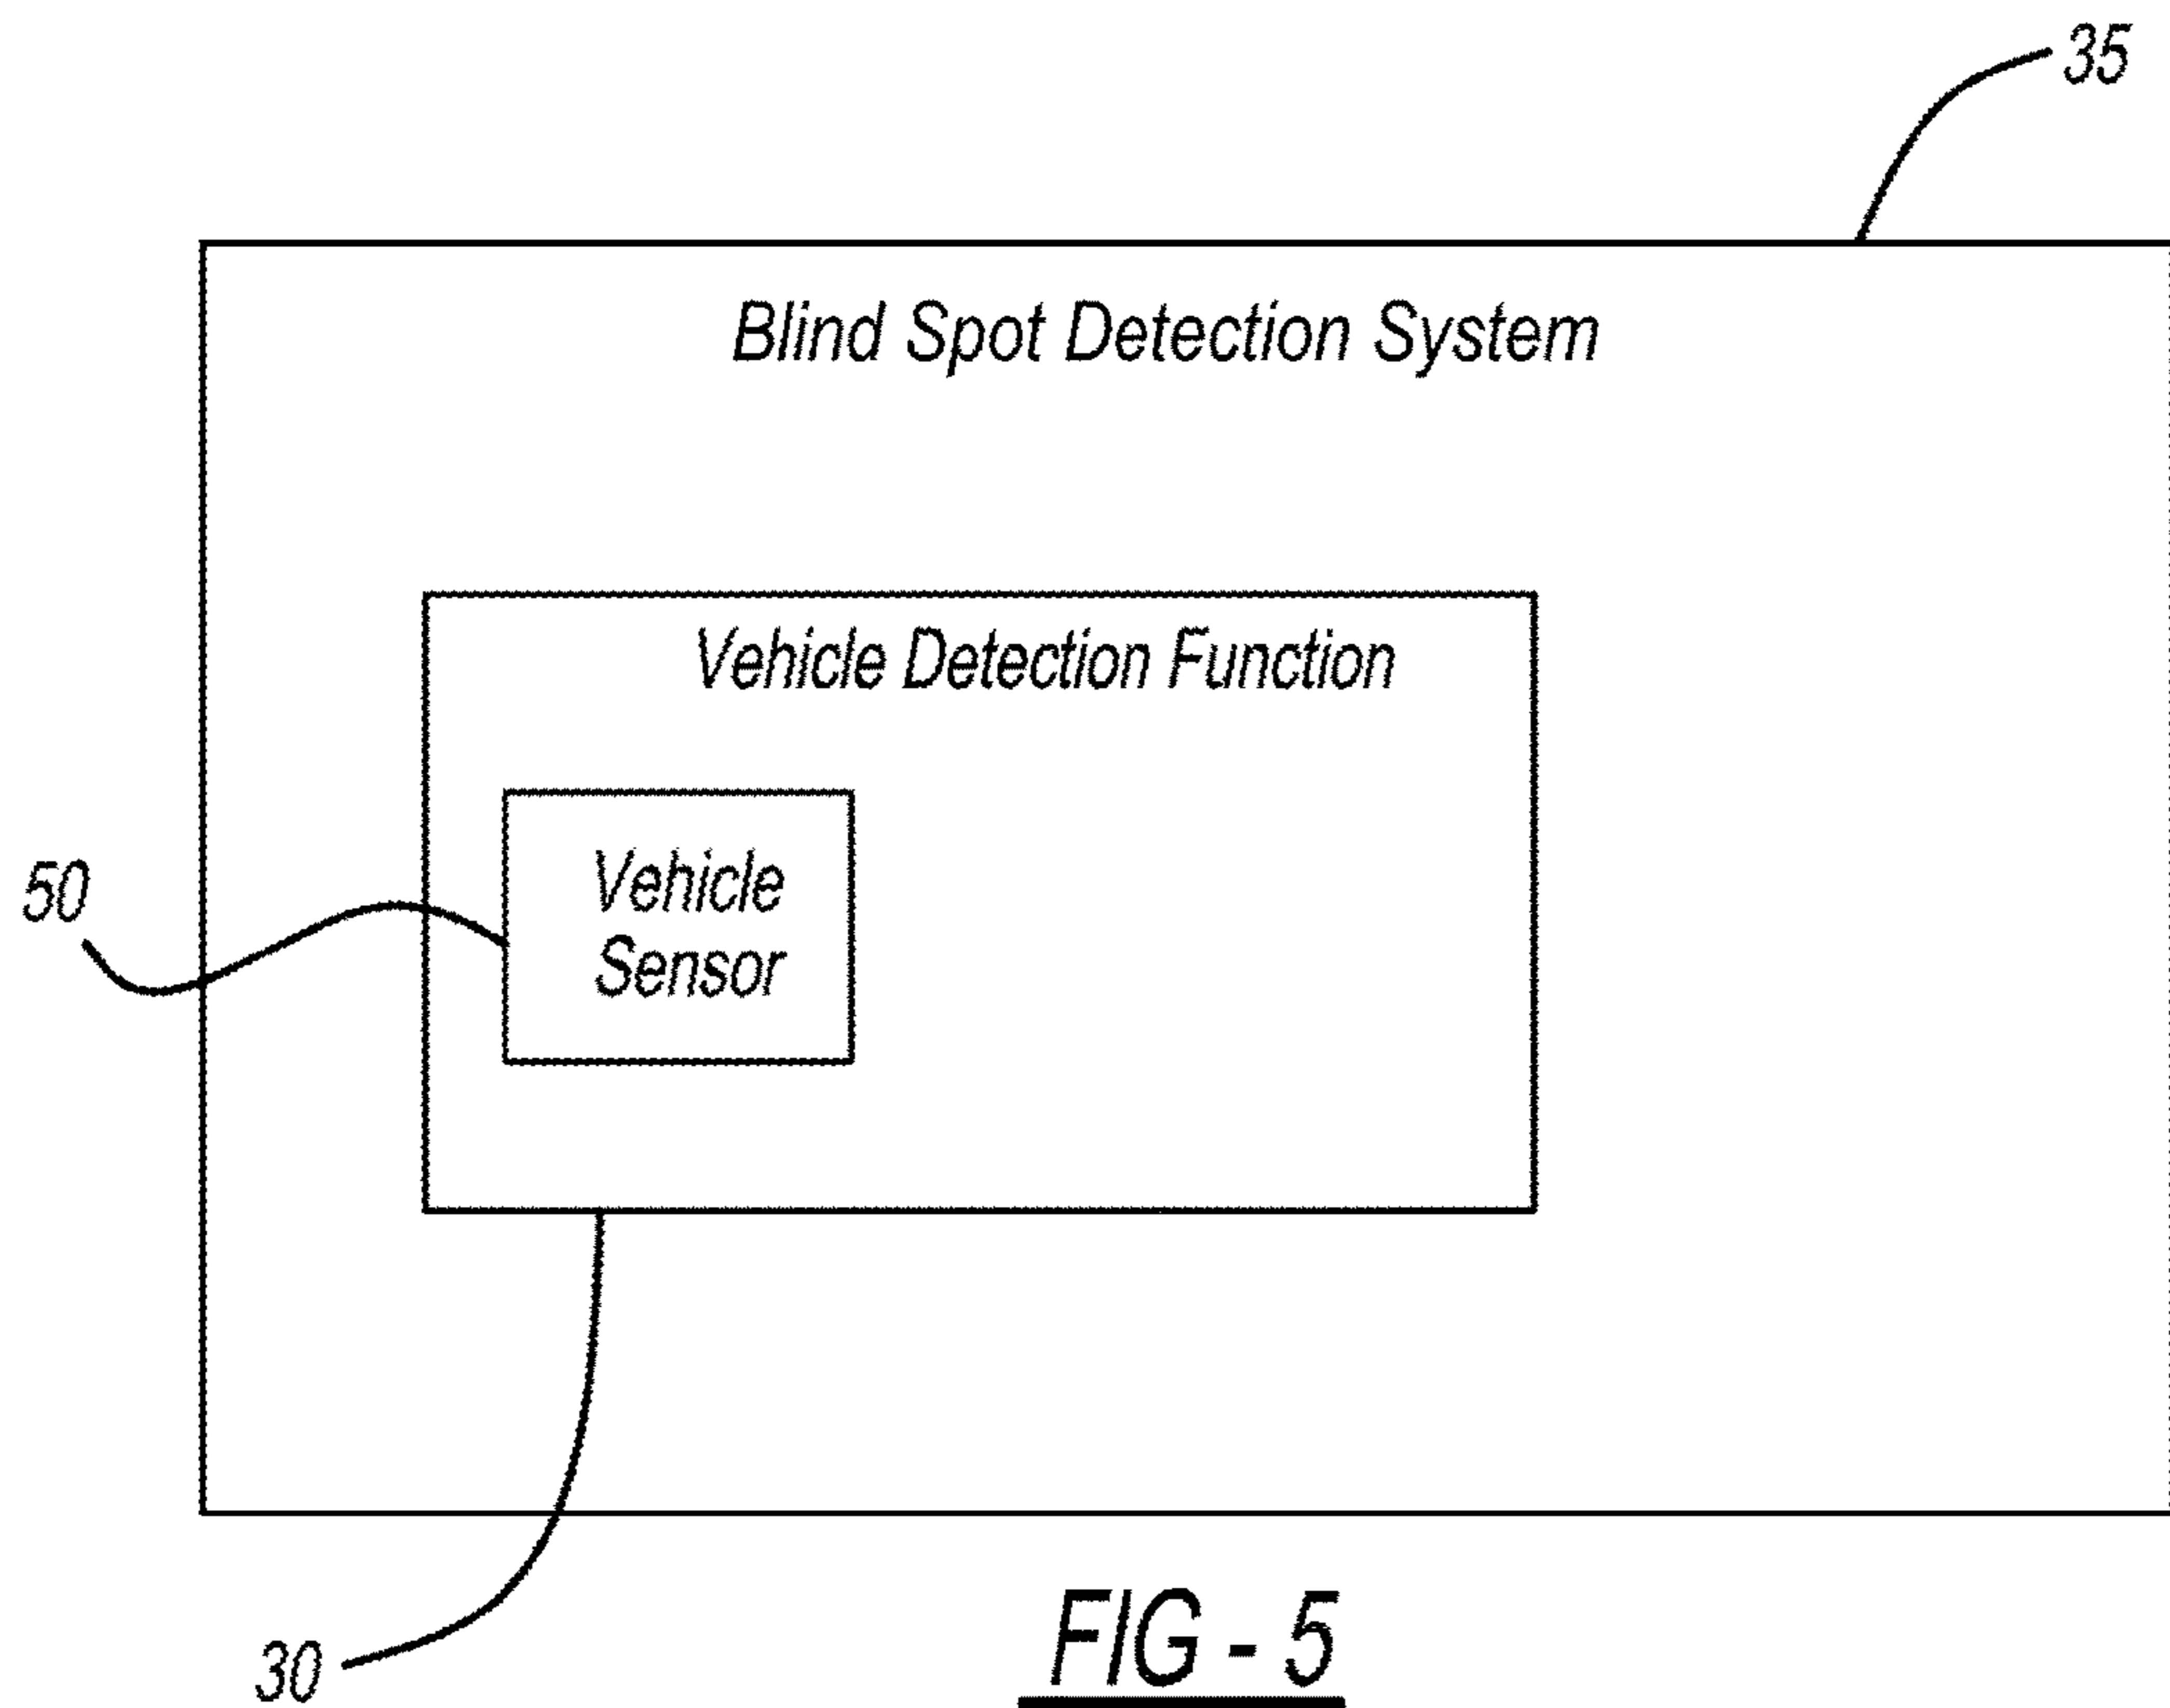 35
Blind Spot Detection System
Vehicle Detection Function
Vehicle
Sensor
50
30
FIG - 5